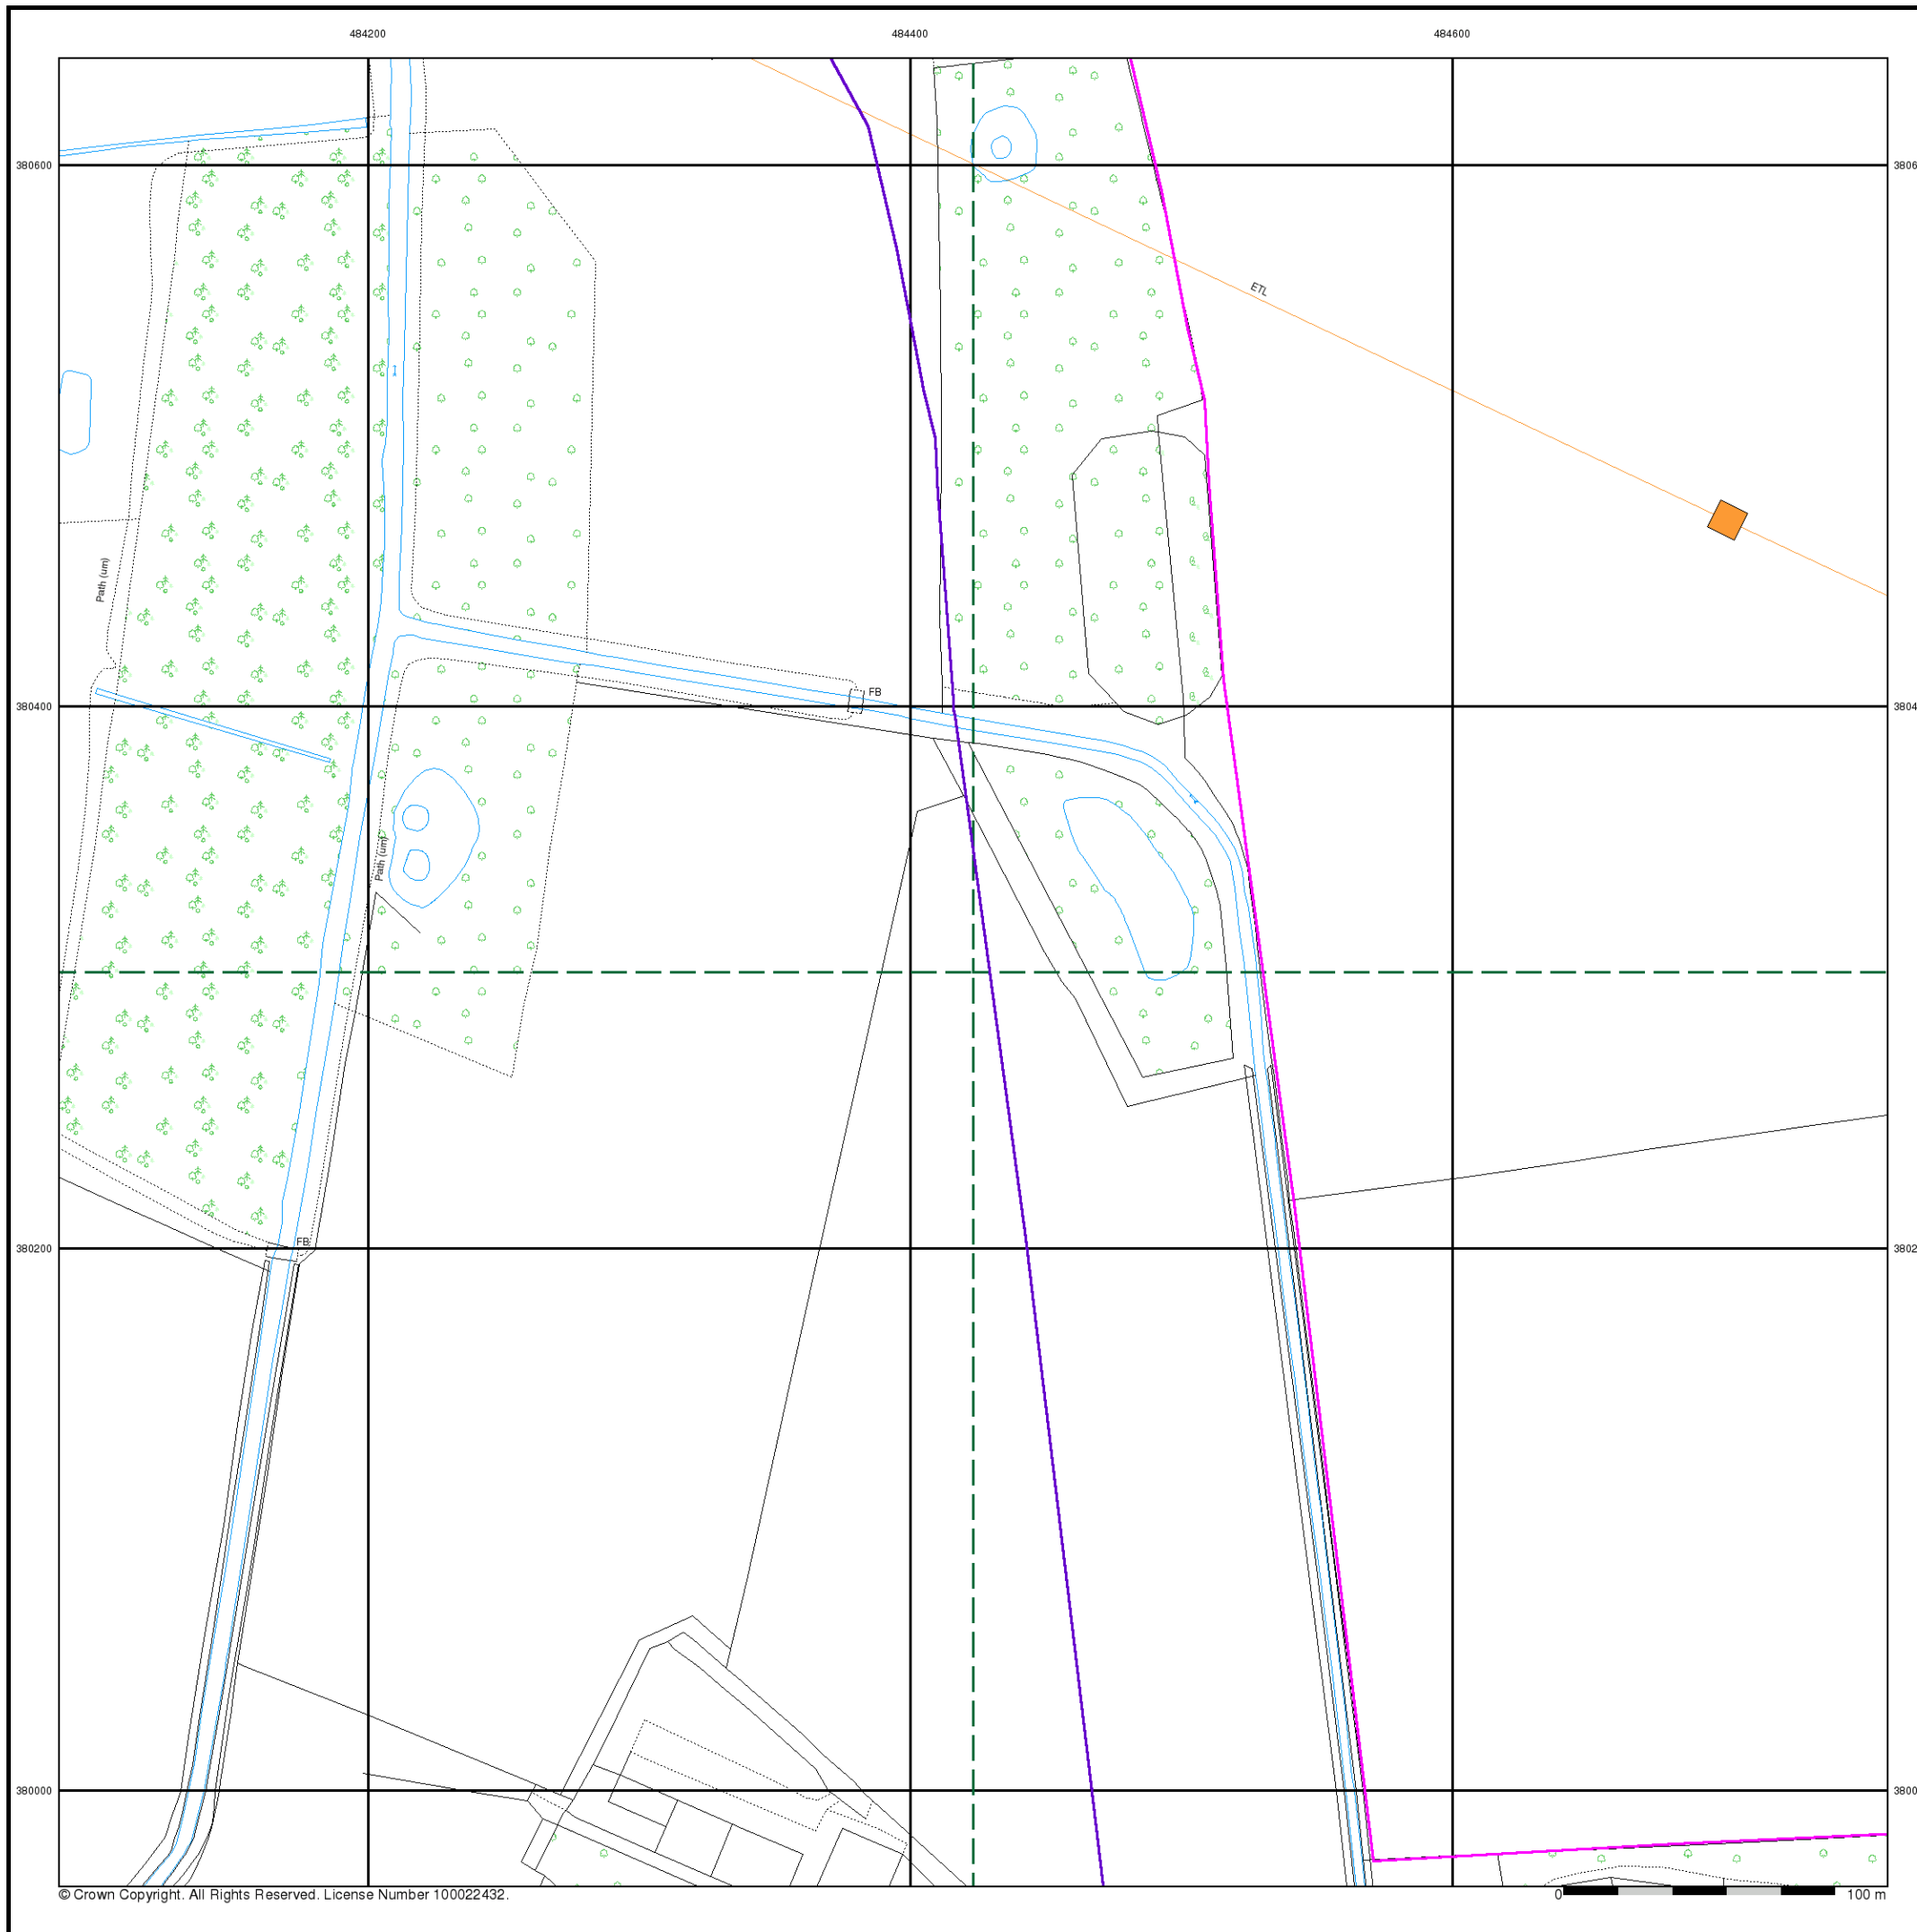 484200
484400
484600
380600
3806
ETL
Path (um)
FB
380400
3804
Path (um)
380200
3802
FB
380000
3800
© Crown Copyright. All Rights Reserved. License Number 100022432.
0
100 m